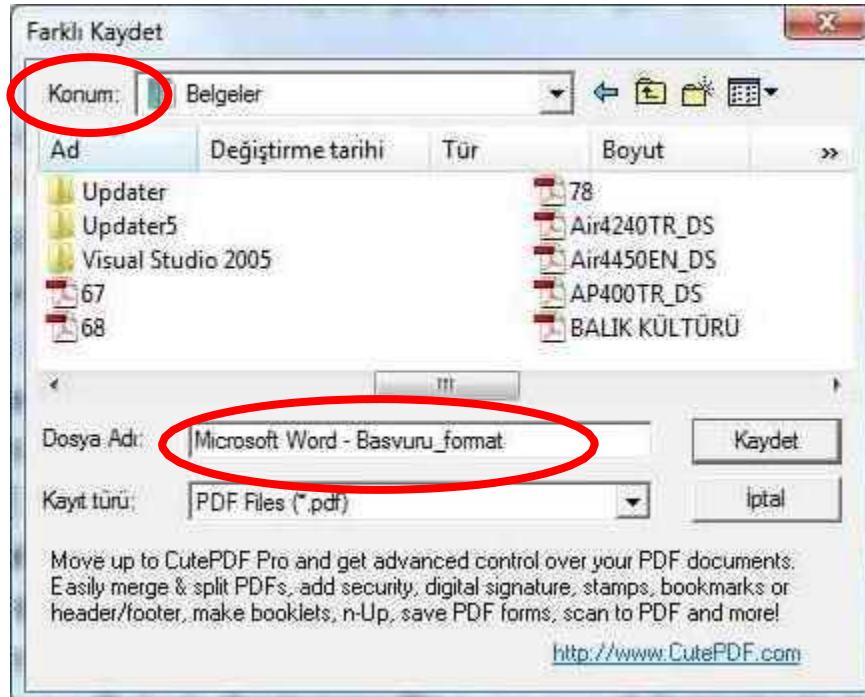 Farklı Kaydet
Konum: Belgeler
Ad Değiştirme tarihi Tür Boyut »
Updater
Updater5
Visual Studio 2005
67
68
78
Air4240TR_DS
Air4450EN_DS
AP400TR_DS
BALIK KÜLTÜRÜ
Dosya Adı: Microsoft Word - Basvuru_format Kaydet
Kayıt türü: PDF Files (*.pdf) İptal
Move up to CutePDF Pro and get advanced control over your PDF documents.
Easily merge & split PDFs, add security, digital signature, stamps, bookmarks or
header/footer, make booklets, n-Up, save PDF forms, scan to PDF and more!
http://www.CutePDF.com